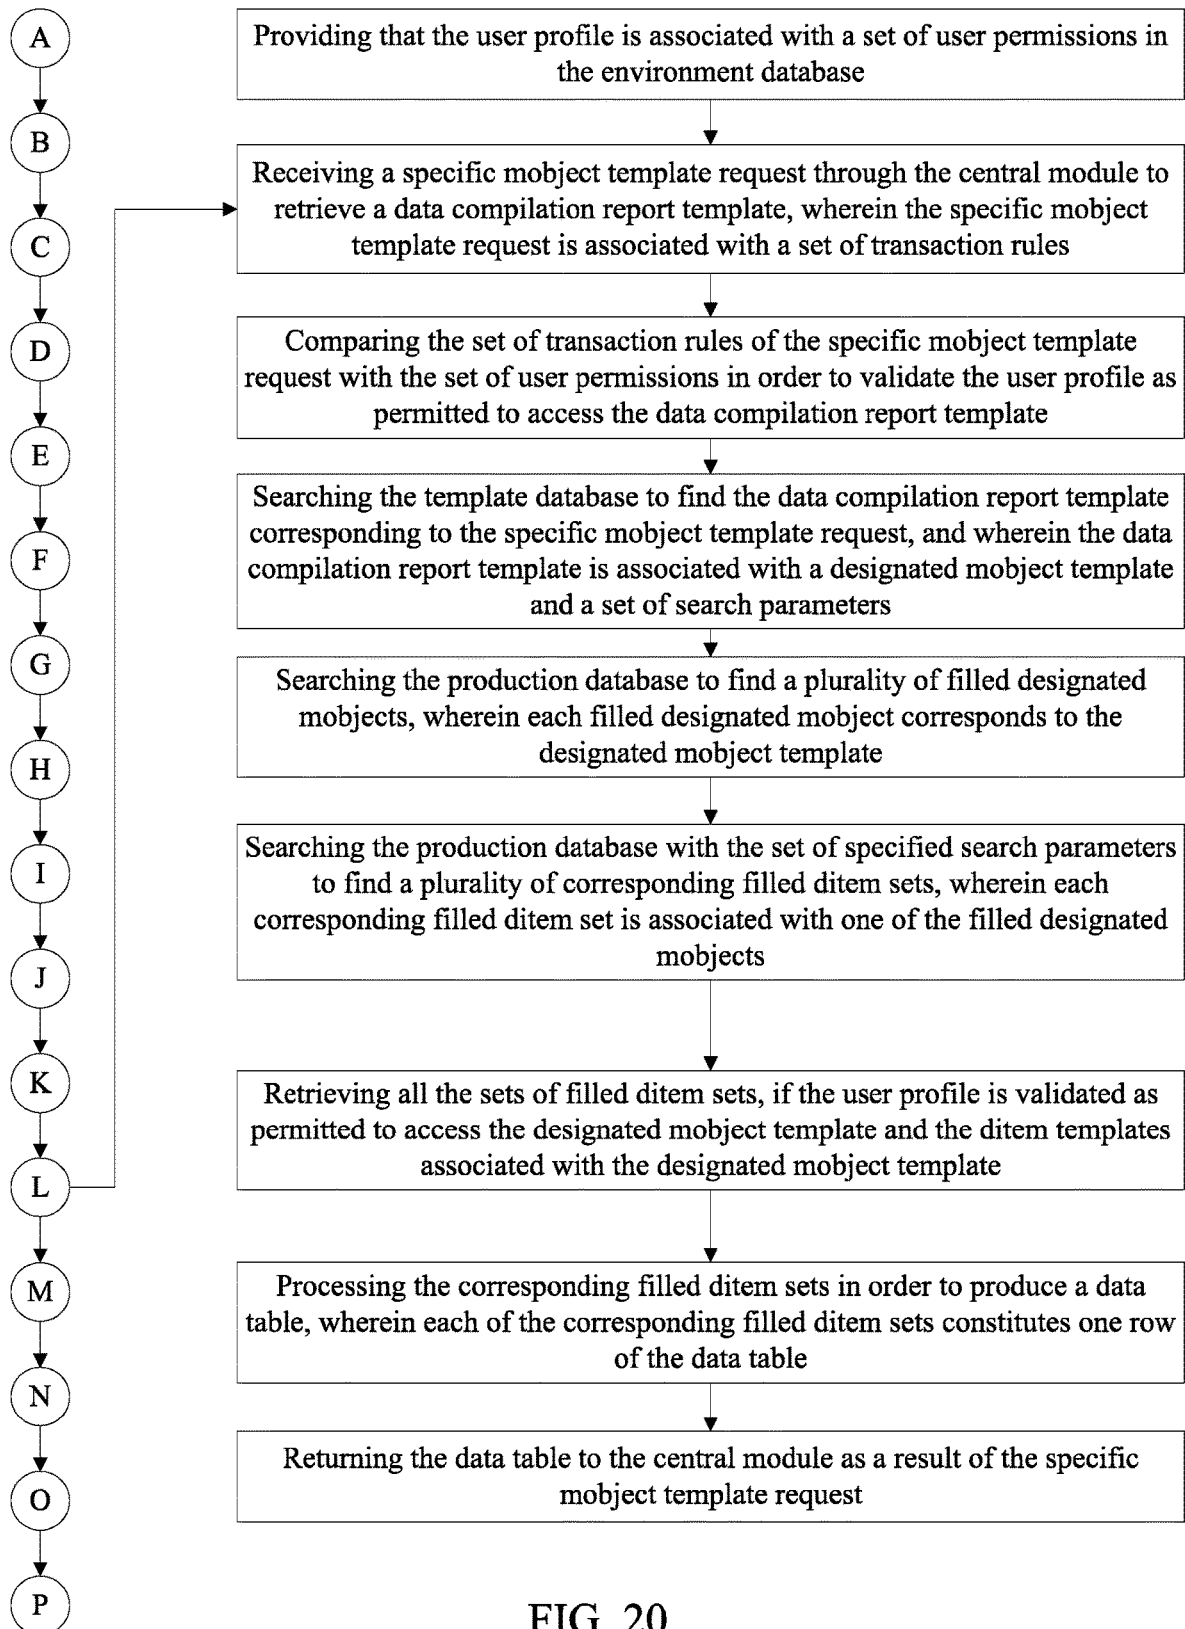 A
B
C
D
E
F
G
H
I
J
K
L
M
N
O
P
Providing that the user profile is associated with a set of user permissions in
the environment database
Receiving a specific mobject template request through the central module to
retrieve a data compilation report template, wherein the specific mobject
template request is associated with a set of transaction rules
Comparing the set of transaction rules of the specific mobject template
request with the set of user permissions in order to validate the user profile as
permitted to access the data compilation report template
Searching the template database to find the data compilation report template
corresponding to the specific mobject template request, and wherein the data
compilation report template is associated with a designated mobject template
and a set of search parameters
Searching the production database to find a plurality of filled designated
mobjects, wherein each filled designated mobject corresponds to the
designated mobject template
Searching the production database with the set of specified search parameters
to find a plurality of corresponding filled ditem sets, wherein each
corresponding filled ditem set is associated with one of the filled designated
mobjects
Retrieving all the sets of filled ditem sets, if the user profile is validated as
permitted to access the designated mobject template and the ditem templates
associated with the designated mobject template
Processing the corresponding filled ditem sets in order to produce a data
table, wherein each of the corresponding filled ditem sets constitutes one row
of the data table
Returning the data table to the central module as a result of the specific
mobject template request
FIG. 20